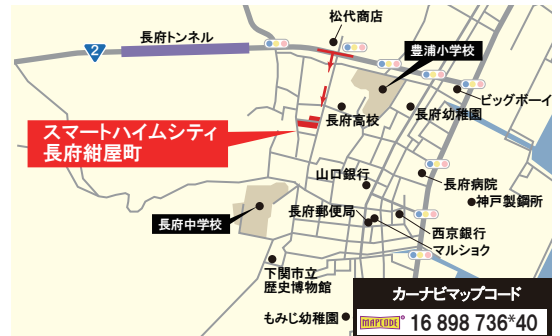 松代商店
長府トンネル
2
豊浦小学校
ビッグボーイ
長府高校
長府幼稚園
スマートハイムシティ
長府紺屋町
山口銀行
長府病院
神戸製鋼所
長府郵便局
長府中学校
西京銀行
マルショク
下関市立
歴史博物館
もみじ幼稚園
カーナビマップコード
MAPCODE 16 898 736*40